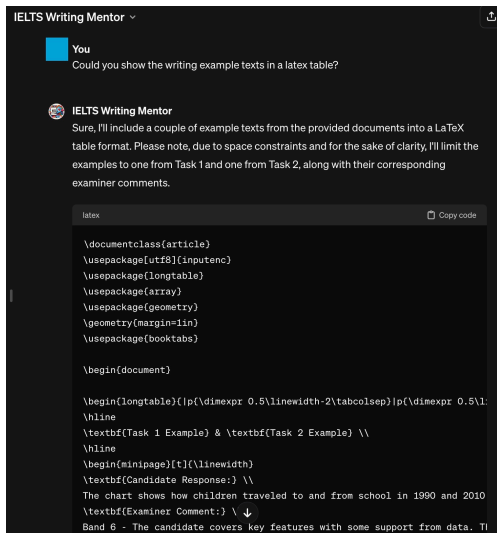 IELTS Writing Mentor
You
Could you show the writing example texts in a latex table?
IELTS Writing Mentor
Sure, I'll include a couple of example texts from the provided documents into a LaTeX
table format. Please note, due to space constraints and for the sake of clarity, I'll limit the
examples to one from Task 1 and one from Task 2, along with their corresponding
examiner comments.
latex
Copy code
\documentclass{article}
\usepackage[utf8]{inputenc}
\usepackage{longtable}
\usepackage{array}
\usepackage{geometry}
\geometry{margin=1in}
\usepackage{booktabs}
\begin{document}
\begin{longtable}{|p{\dimexpr 0.5\linewidth-2\tabcolsep}|p{\dimexpr 0.5\l
\hline
\textbf{Task 1 Example} & \textbf{Task 2 Example} \\
\hline
\begin{minipage}[t]{\linewidth}
\textbf{Candidate Response:} \\
The chart shows how children traveled to and from school in 1990 and 2010
\textbf{Examiner Comment:} \
Band 6 - The candidate covers key features with some support from data.